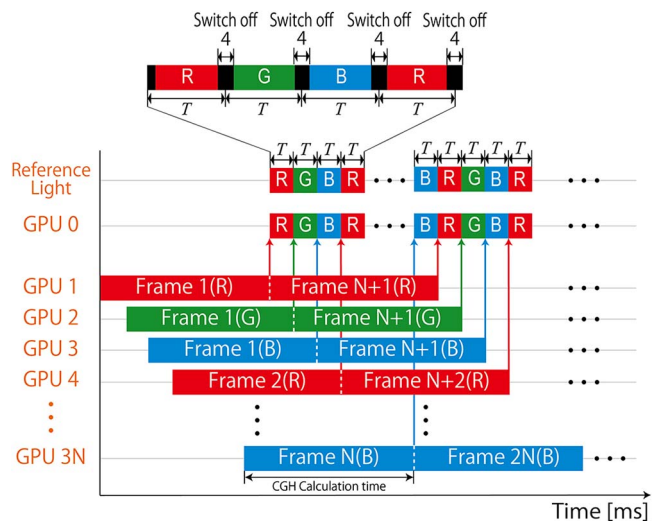 Switch off Switch off Switch off Switch off
4 4 4 4
R G B R
T T T T
T T T T T T T T T
Reference
Light
R G B R • • • B R G B R • • •
GPU 0
R G B R • • • B R G B R • • •
GPU 1
Frame 1(R) Frame N+1(R) • • •
GPU 2
Frame 1(G) Frame N+1(G) • • •
GPU 3
Frame 1(B) Frame N+1(B) • • •
GPU 4
Frame 2(R) Frame N+2(R) • • •
GPU 3N
Frame N(B) Frame 2N(B) • • •
CGH Calculation time
Time [ms]